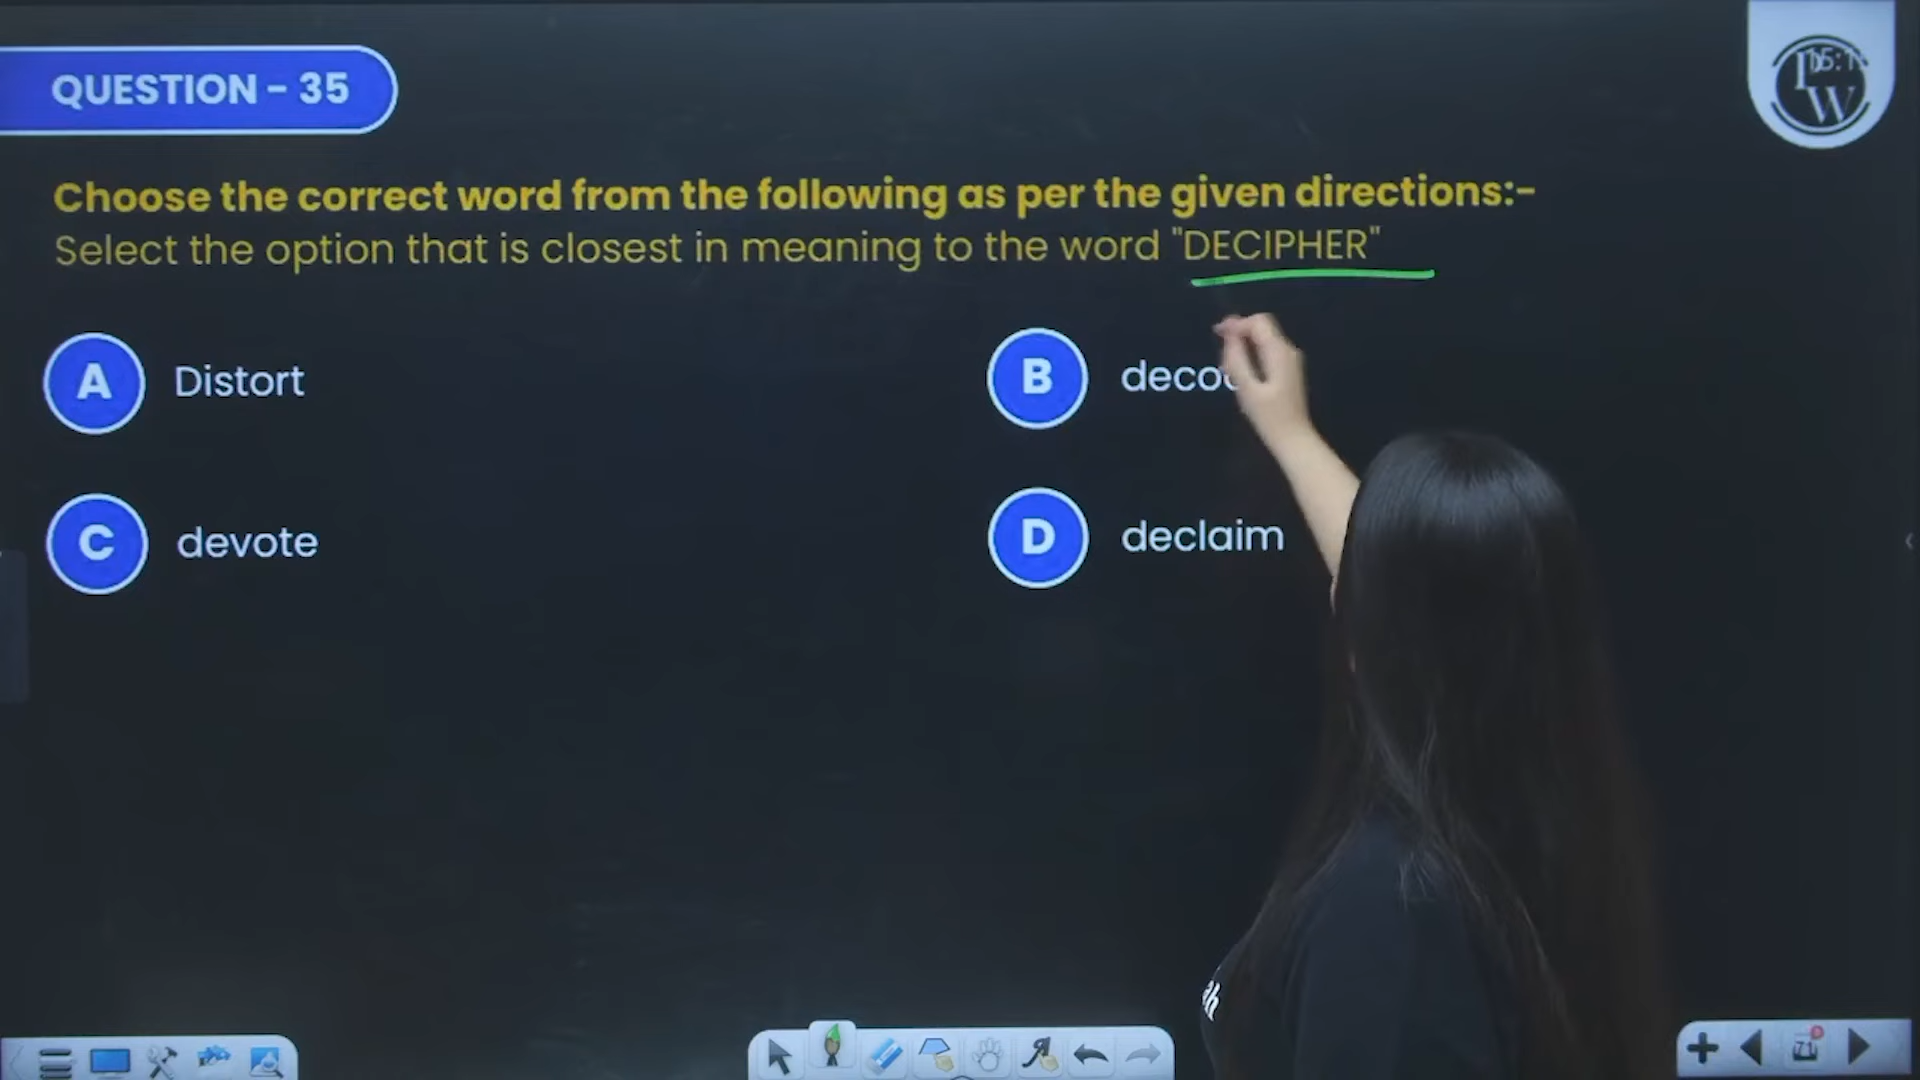 QUESTION - 35
Choose the correct word from the following as per the given directions:-
Select the option that is closest in meaning to the word "DECIPHER"
A Distort
B
C devote
D declaim
71